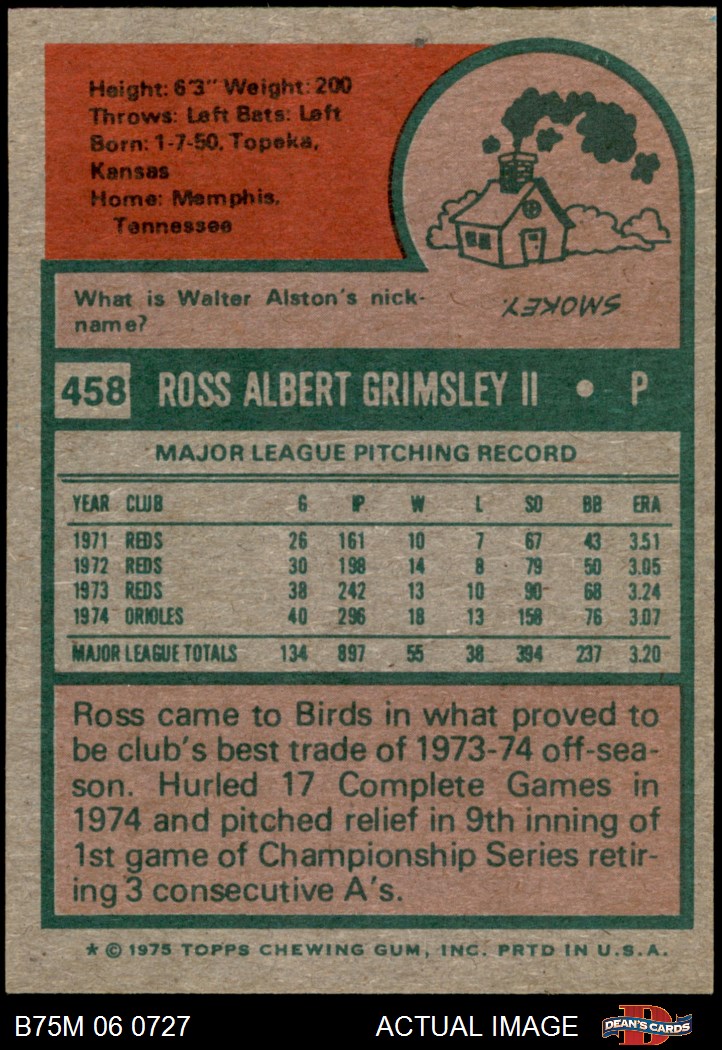 Height: 6'3" Weight: 200
Throws: Left Bats: Left
Born: 1-7-50, Topeka,
Kansas
Home: Memphis,
Tennessee
What is Walter Alston's nick-
name?
SMOKEY.
458 ROSS ALBERT GRIMSLEY II • P
MAJOR LEAGUE PITCHING RECORD
YEAR CLUB G IP W L SO BB ERA
1971 REDS 26 161 10 7 67 43 3.51
1972 REDS 30 198 14 8 79 50 3.05
1973 REDS 38 242 13 10 90 68 3.24
1974 ORIOLES 40 296 18 13 158 76 3.07
MAJOR LEAGUE TOTALS 134 897 55 38 394 237 3.20
Ross came to Birds in what proved to
be club's best trade of 1973-74 off-sea-
son. Hurled 17 Complete Games in
1974 and pitched relief in 9th inning of
1st game of Championship Series retir-
ing 3 consecutive A's.
* © 1975 TOPPS CHEWING GUM, INC. PRTD IN U.S.A.
B75M 06 0727 ACTUAL IMAGE D DEAN'S CARDS